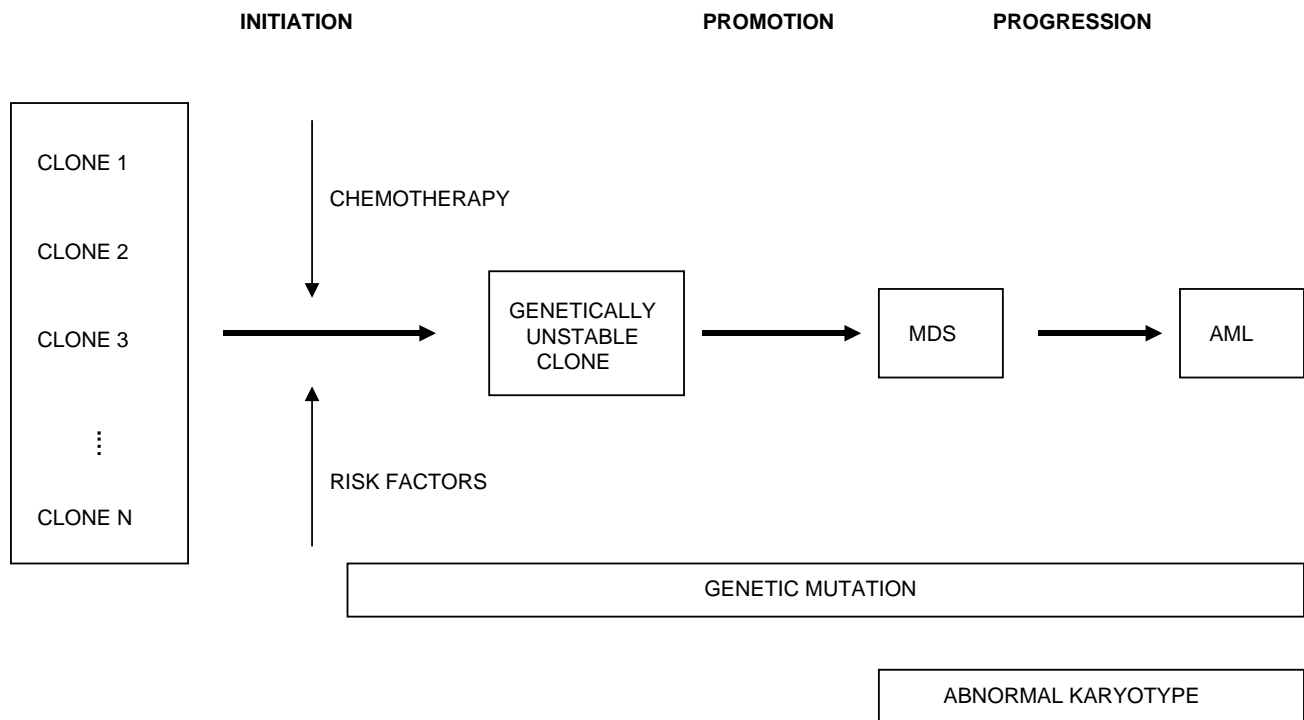 INITIATION
PROMOTION
PROGRESSION
CLONE 1
CLONE 2
CLONE 3
CLONE N
CHEMOTHERAPY
RISK FACTORS
GENETICALLY
UNSTABLE
CLONE
MDS
AML
GENETIC MUTATION
ABNORMAL KARYOTYPE